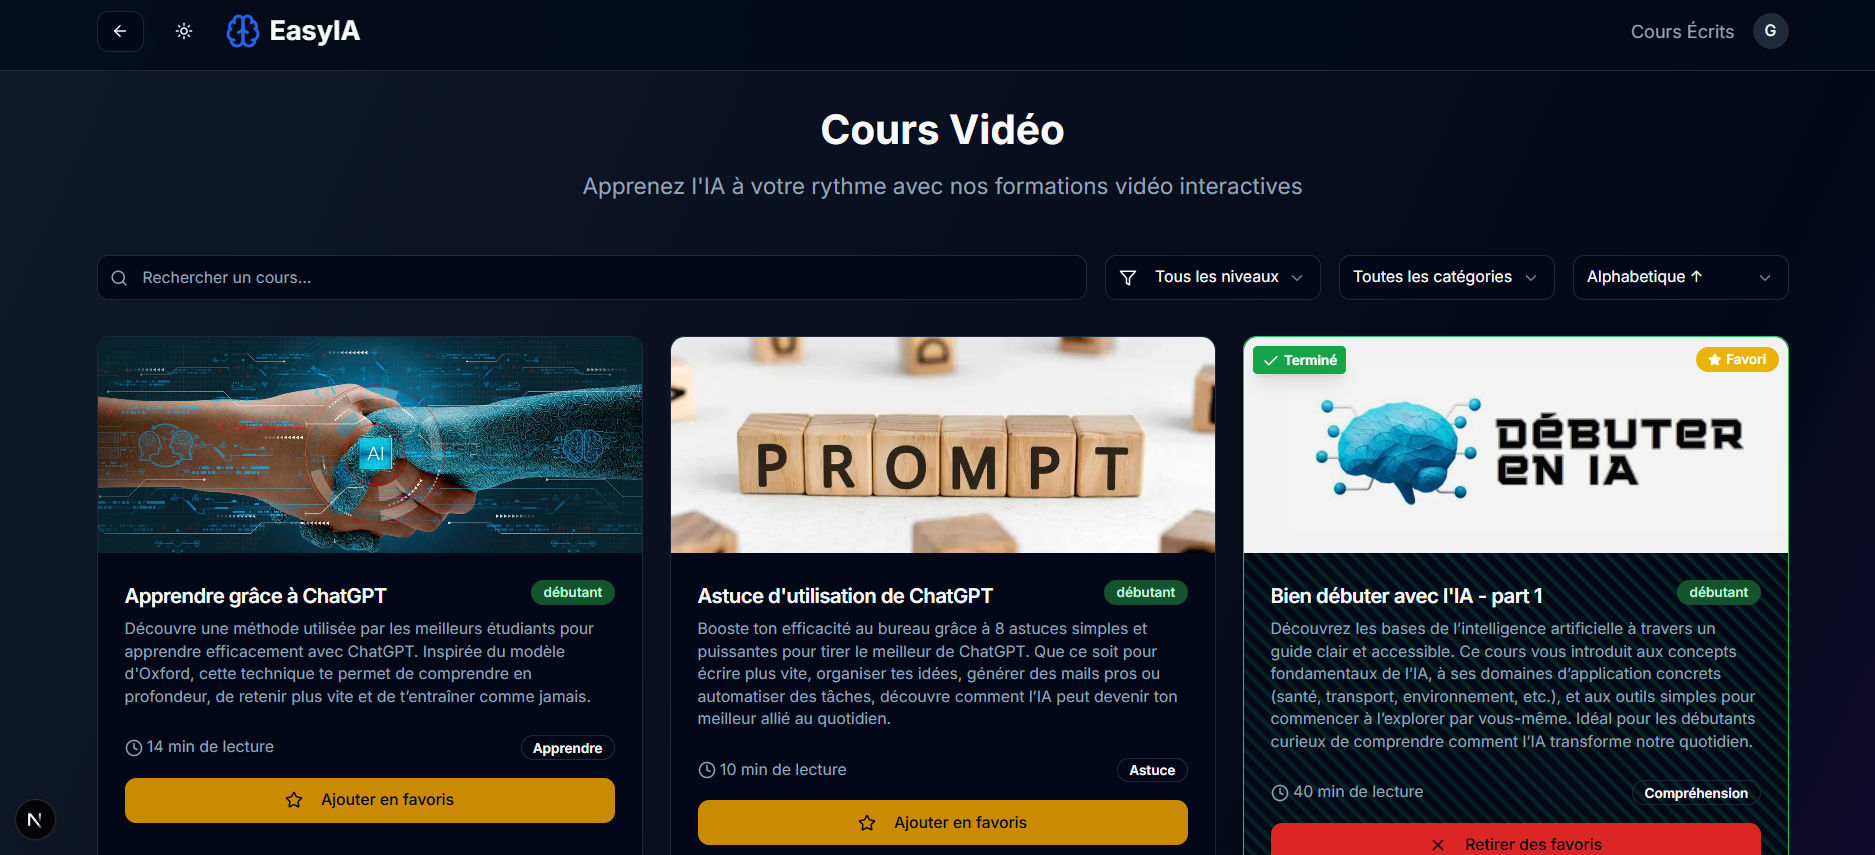 EasyIA
Cours Écrits
G
Cours Vidéo
Apprenez l'IA à votre rythme avec nos formations vidéo interactives
Rechercher un cours...
Tous les niveaux
Toutes les catégories
Alphabetique ↑
AI
AI
D
PROMPT
Terminé
Favori
DÉBUTER
EN IA
Apprendre grâce à ChatGPT
débutant
Découvre une méthode utilisée par les meilleurs étudiants pour
apprendre efficacement avec ChatGPT. Inspirée du modèle
d'Oxford, cette technique te permet de comprendre en
profondeur, de retenir plus vite et de t’entraîner comme jamais.
14 min de lecture
Apprendre
Ajouter en favoris
Astuce d'utilisation de ChatGPT
débutant
Booste ton efficacité au bureau grâce à 8 astuces simples et
puissantes pour tirer le meilleur de ChatGPT. Que ce soit pour
écrire plus vite, organiser tes idées, générer des mails pros ou
automatiser des tâches, découvre comment l’IA peut devenir ton
meilleur allié au quotidien.
10 min de lecture
Astuce
Ajouter en favoris
Bien débuter avec l'IA - part 1
débutant
Découvrez les bases de l’intelligence artificielle à travers un
guide clair et accessible. Ce cours vous introduit aux concepts
fondamentaux de l’IA, à ses domaines d’application concrets
(santé, transport, environnement, etc.), et aux outils simples pour
commencer à l’explorer par vous-même. Idéal pour les débutants
curieux de comprendre comment l’IA transforme notre quotidien.
40 min de lecture
Compréhension
Retirer des favoris
N